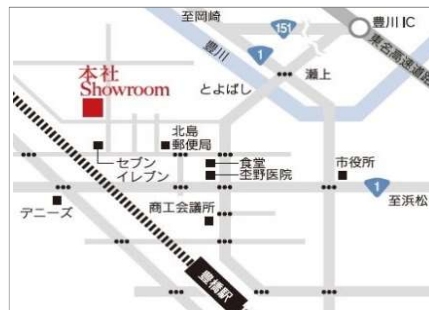 至岡崎
151
豊川IC
東名高速道路
豊川
1
瀬上
とよばし
本社
Showroom
北島
郵便局
セブン
イレブン
食堂
杢野医院
市役所
1
至浜松
デニーズ
商工会議所
豊橋駅